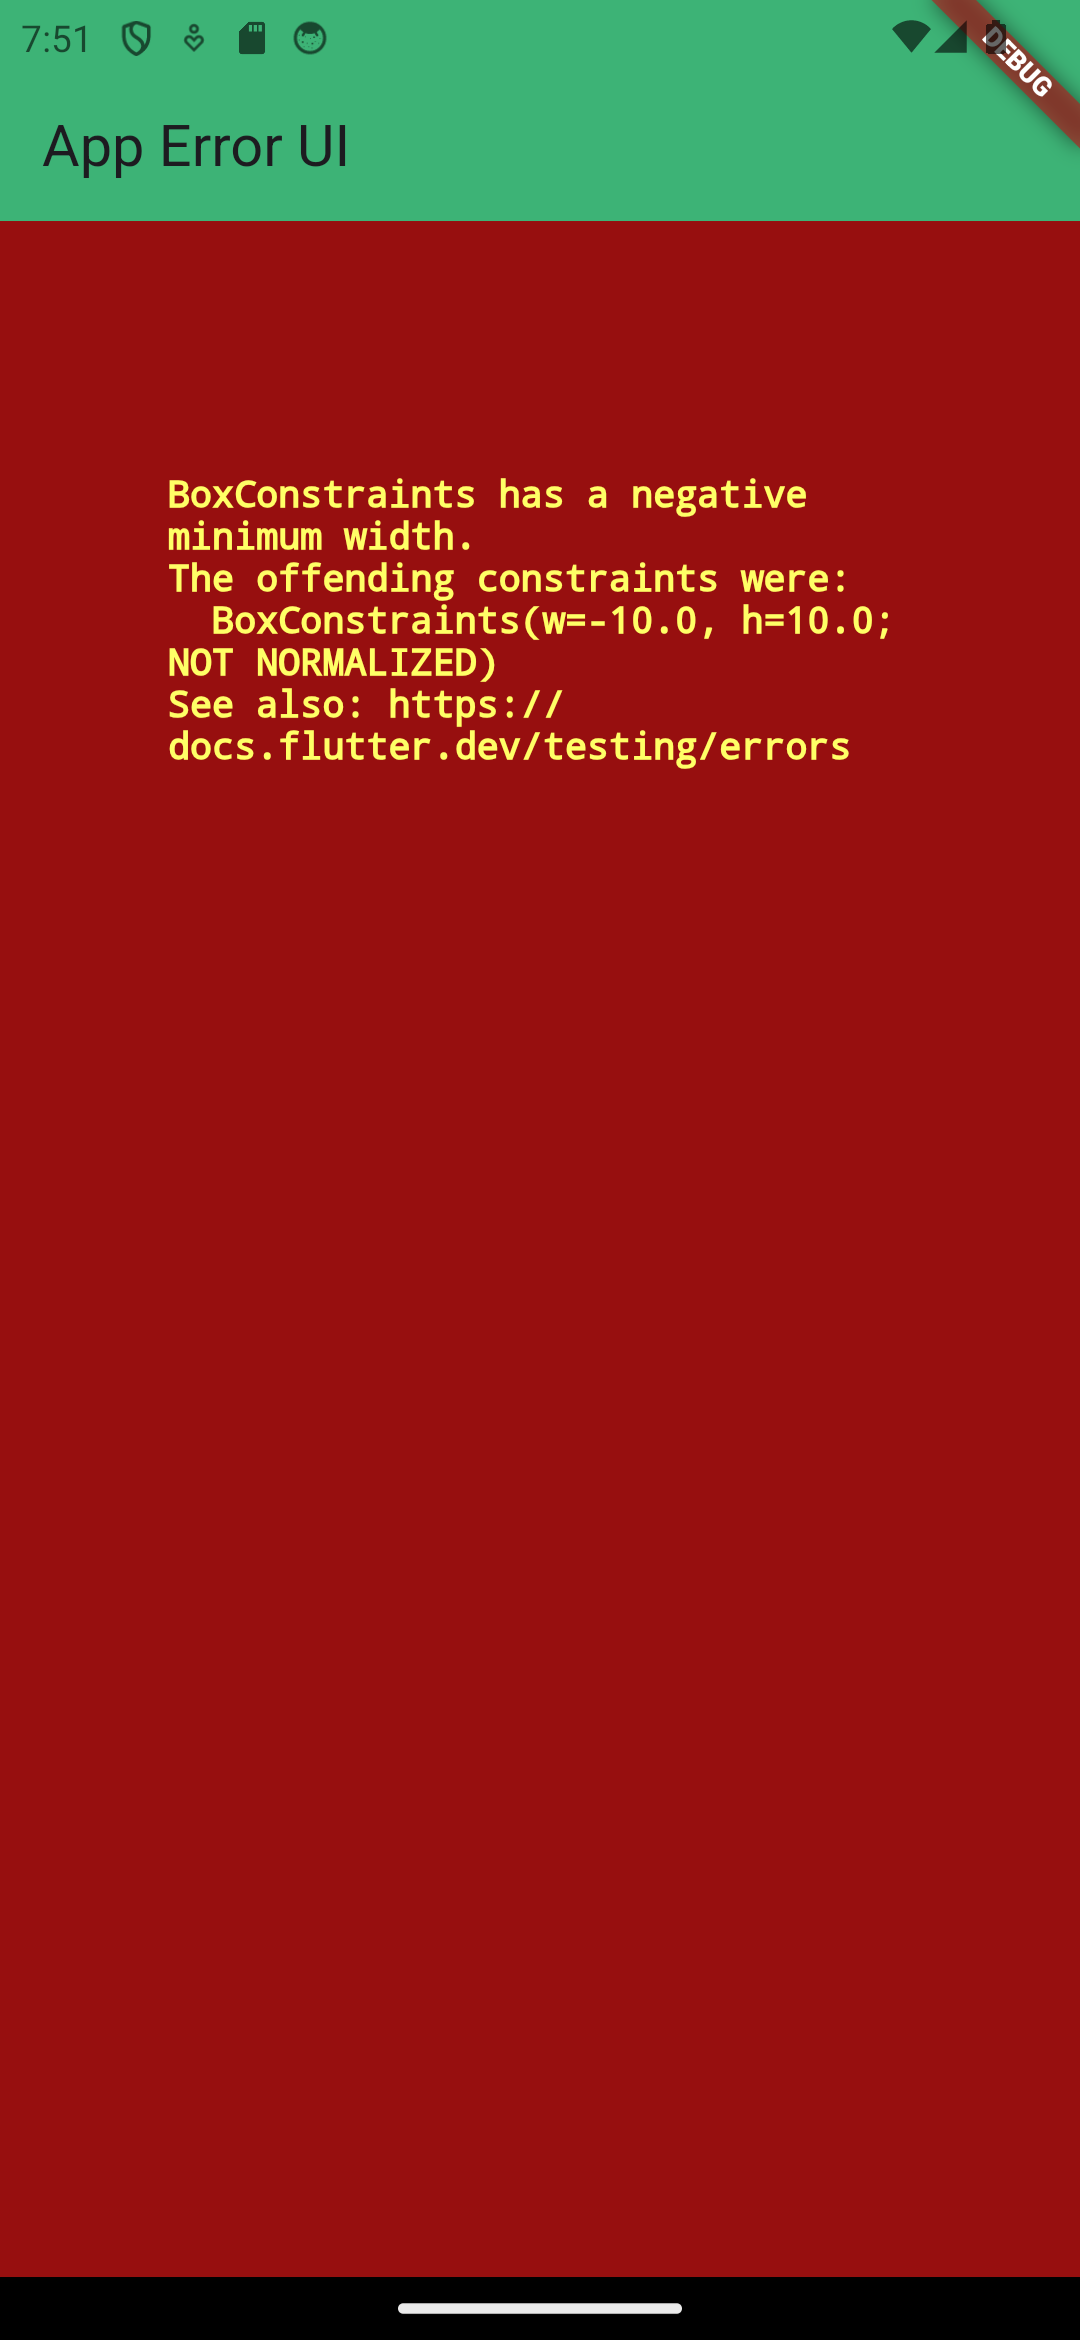 7:51
DEBUG
App Error UI
BoxConstraints has a negative
minimum width.
The offending constraints were:
  BoxConstraints(w=-10.0, h=10.0;
NOT NORMALIZED)
See also: https://
docs.flutter.dev/testing/errors